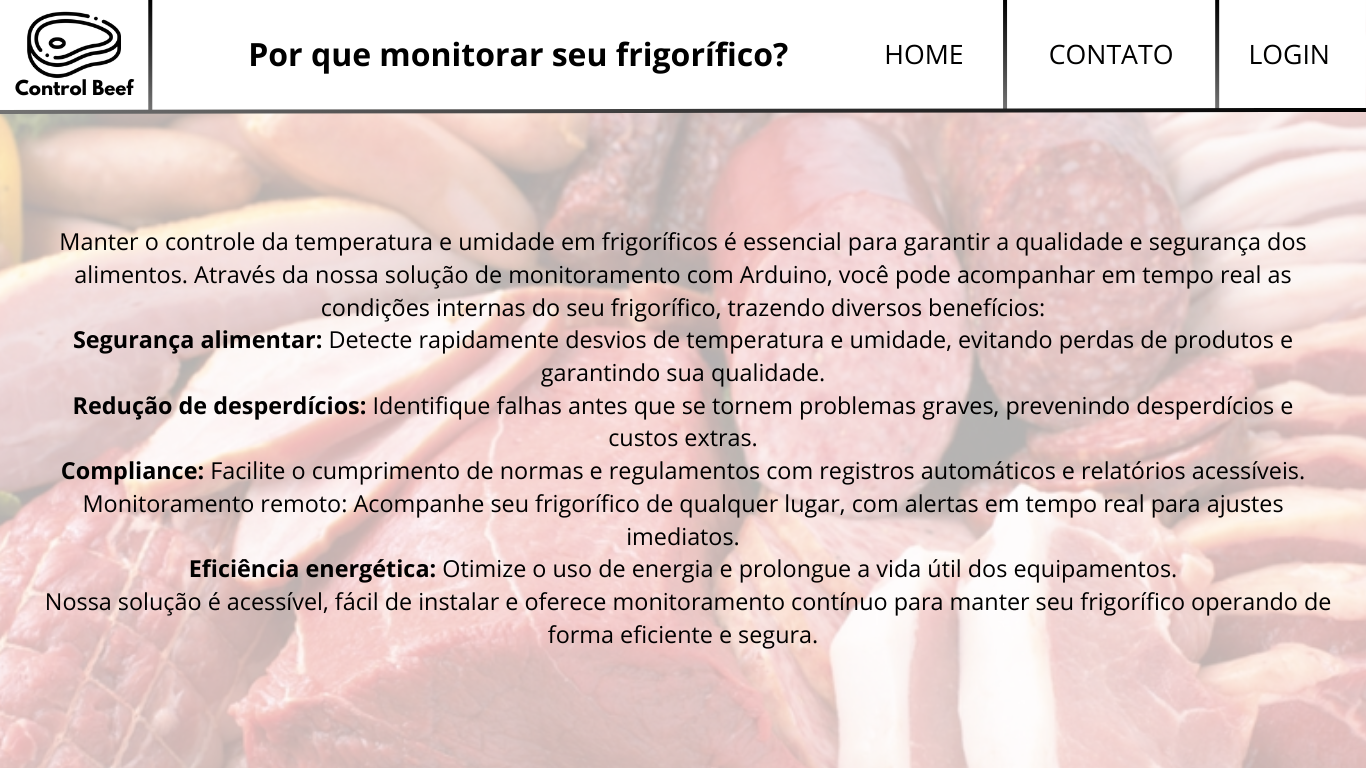 Control Beef
Por que monitorar seu frigorífico?
HOME
CONTATO
LOGIN
Manter o controle da temperatura e umidade em frigoríficos é essencial para garantir a qualidade e segurança dos
alimentos. Através da nossa solução de monitoramento com Arduino, você pode acompanhar em tempo real as
condições internas do seu frigorífico, trazendo diversos benefícios:
Segurança alimentar: Detecte rapidamente desvios de temperatura e umidade, evitando perdas de produtos e
garantindo sua qualidade.
Redução de desperdícios: Identifique falhas antes que se tornem problemas graves, prevenindo desperdícios e
custos extras.
Compliance: Facilite o cumprimento de normas e regulamentos com registros automáticos e relatórios acessíveis.
Monitoramento remoto: Acompanhe seu frigorífico de qualquer lugar, com alertas em tempo real para ajustes
imediatos.
Eficiência energética: Otimize o uso de energia e prolongue a vida útil dos equipamentos.
Nossa solução é acessível, fácil de instalar e oferece monitoramento contínuo para manter seu frigorífico operando de
forma eficiente e segura.